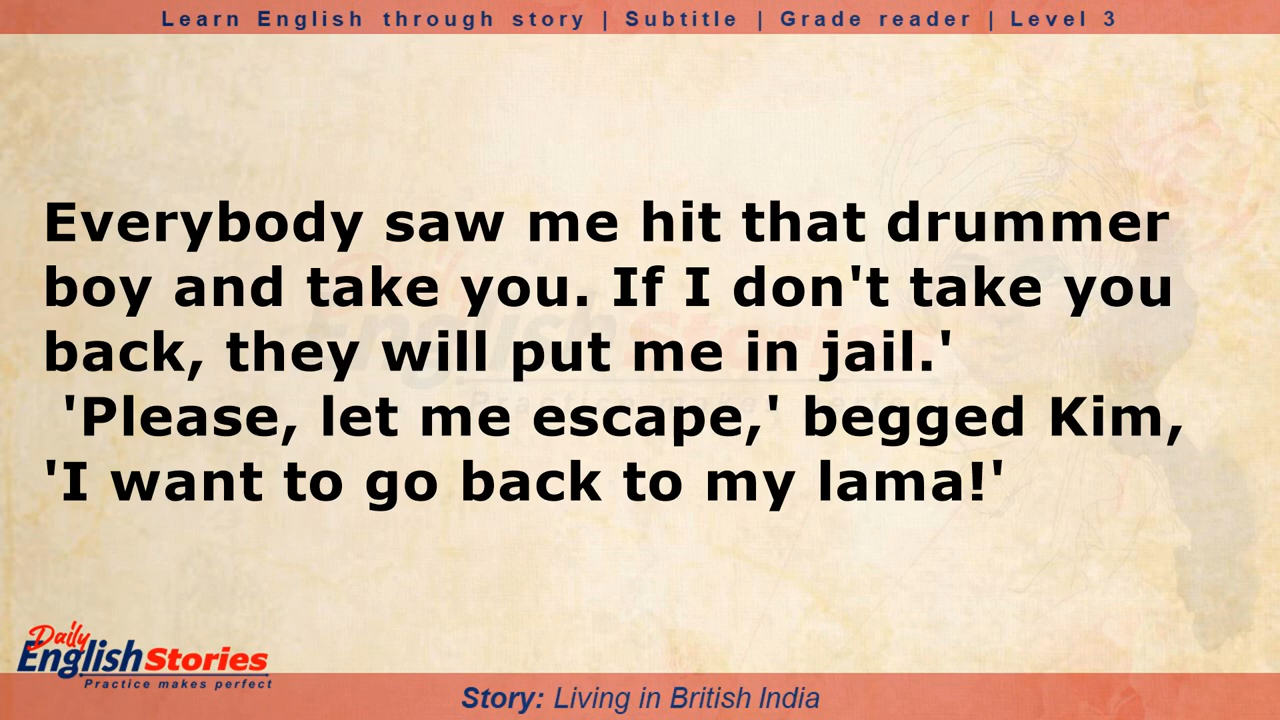 Learn English through story | Subtitle | Grade reader | Level 3
Everybody saw me hit that drummer
boy and take you. If I don't take you
back, they will put me in jail.'
'Please, let me escape,' begged Kim,
'I want to go back to my lama!'
Daily
English Stories
Practice makes perfect
Story: Living in British India